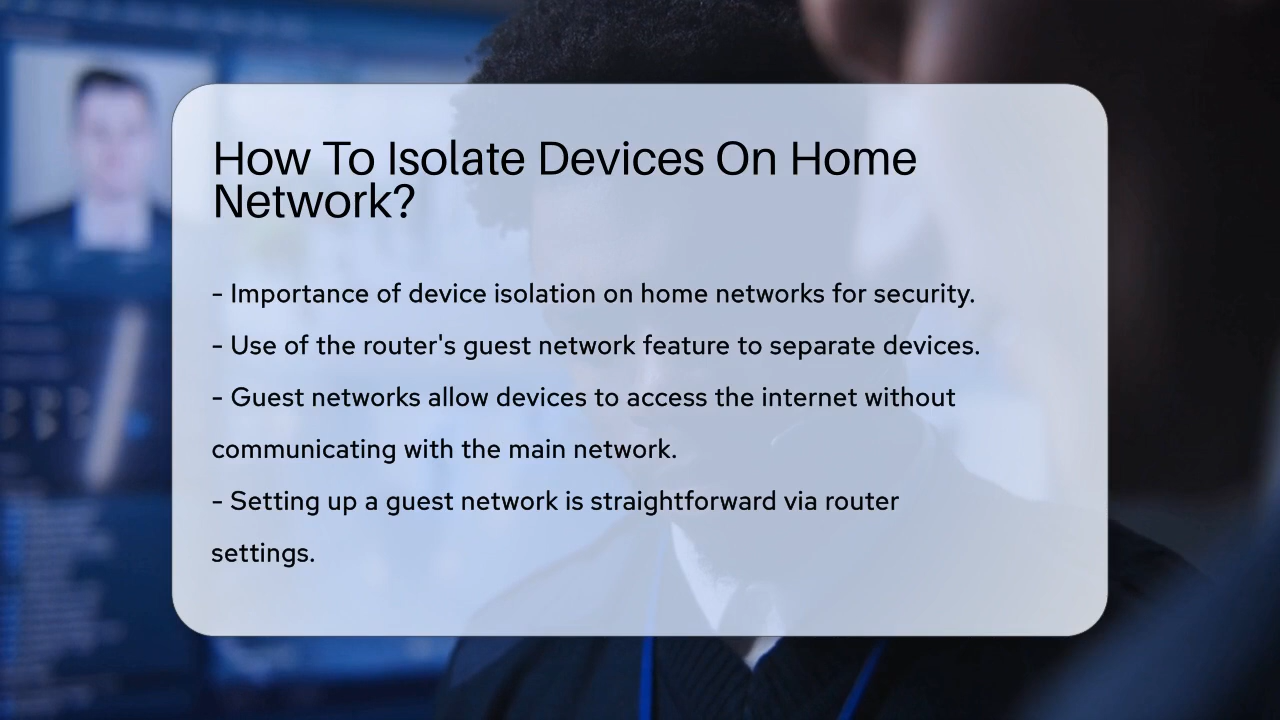 How To Isolate Devices On Home
Network?
- Importance of device isolation on home networks for security.
- Use of the router's guest network feature to separate devices.
- Guest networks allow devices to access the internet without
communicating with the main network.
- Setting up a guest network is straightforward via router
settings.